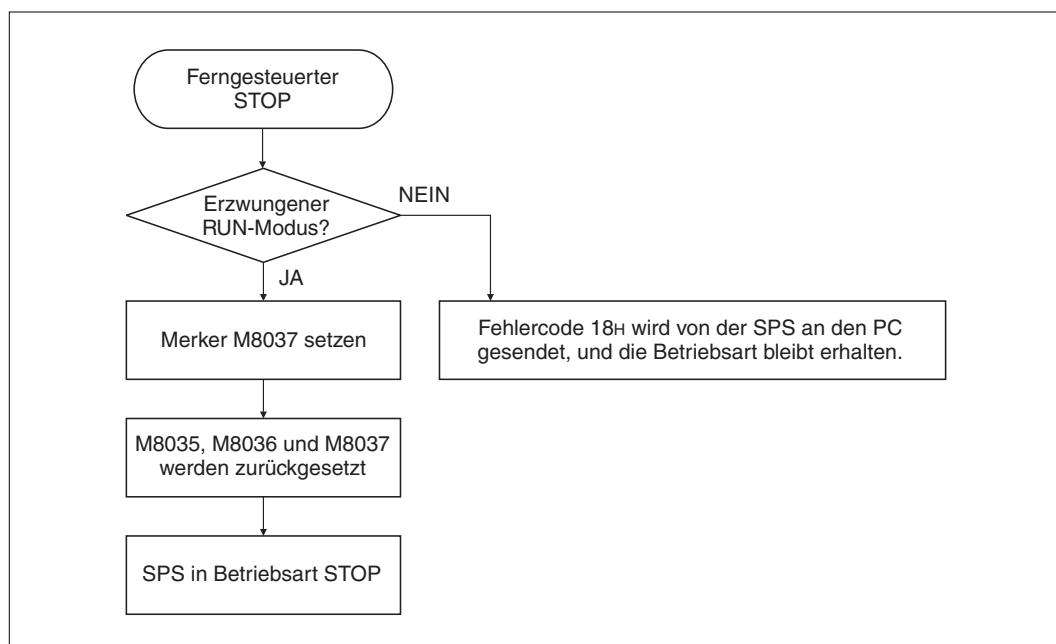 Ferngesteuerter
STOP
Erzwungener
RUN-Modus?
NEIN
JA
Merker M8037 setzen
Fehlercode 18H wird von der SPS an den PC
gesendet, und die Betriebsart bleibt erhalten.
M8035, M8036 und M8037
werden zurückgesetzt
SPS in Betriebsart STOP